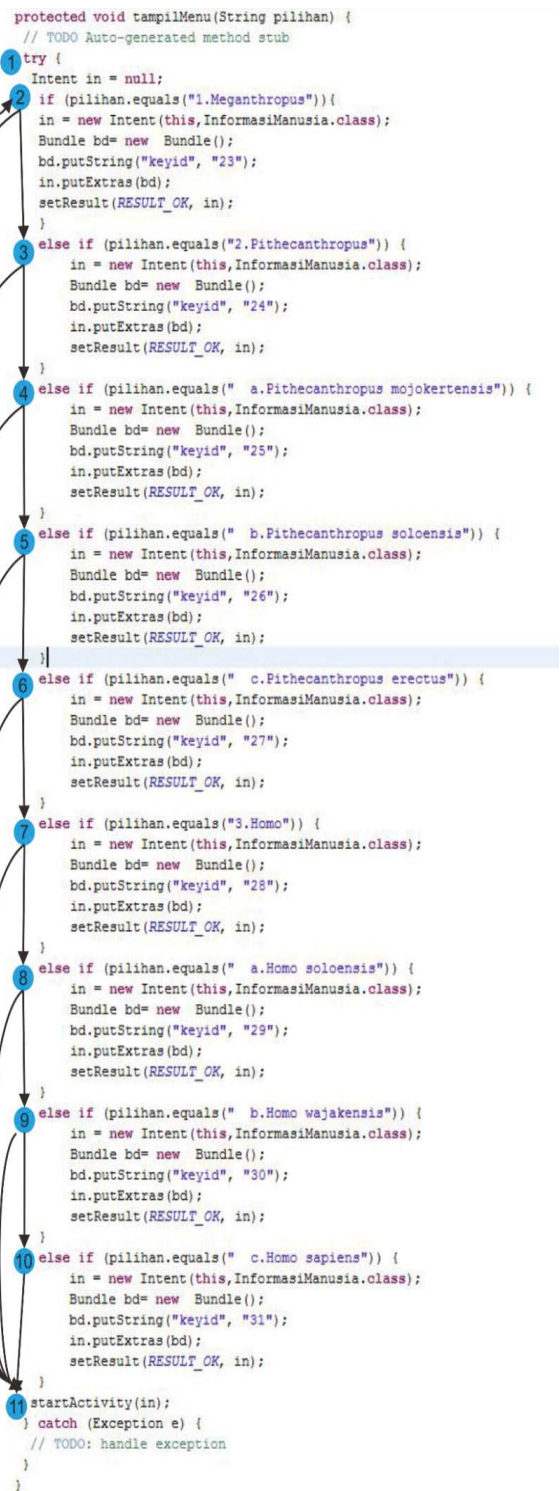 protected void tampilMenu(String pilihan) {
// TODO Auto-generated method stub
1 try {
Intent in = null;
2 if (pilihan.equals("1.Meganthropus")){
in = new Intent(this,InformasiManusia.class);
Bundle bd= new  Bundle();
bd.putString("keyid", "23");
in.putExtras(bd);
setResult(RESULT_OK, in);
}
3 else if (pilihan.equals("2.Pithecanthropus")) {
in = new Intent(this,InformasiManusia.class);
Bundle bd= new  Bundle();
bd.putString("keyid", "24");
in.putExtras(bd);
setResult(RESULT_OK, in);
}
4 else if (pilihan.equals("  a.Pithecanthropus mojokertensis")) {
in = new Intent(this,InformasiManusia.class);
Bundle bd= new  Bundle();
bd.putString("keyid", "25");
in.putExtras(bd);
setResult(RESULT_OK, in);
}
5 else if (pilihan.equals("  b.Pithecanthropus soloensis")) {
in = new Intent(this,InformasiManusia.class);
Bundle bd= new  Bundle();
bd.putString("keyid", "26");
in.putExtras(bd);
setResult(RESULT_OK, in);
}
6 else if (pilihan.equals("  c.Pithecanthropus erectus")) {
in = new Intent(this,InformasiManusia.class);
Bundle bd= new  Bundle();
bd.putString("keyid", "27");
in.putExtras(bd);
setResult(RESULT_OK, in);
}
7 else if (pilihan.equals("3.Homo")) {
in = new Intent(this,InformasiManusia.class);
Bundle bd= new  Bundle();
bd.putString("keyid", "28");
in.putExtras(bd);
setResult(RESULT_OK, in);
}
8 else if (pilihan.equals("  a.Homo soloensis")) {
in = new Intent(this,InformasiManusia.class);
Bundle bd= new  Bundle();
bd.putString("keyid", "29");
in.putExtras(bd);
setResult(RESULT_OK, in);
}
9 else if (pilihan.equals("  b.Homo wajakensis")) {
in = new Intent(this,InformasiManusia.class);
Bundle bd= new  Bundle();
bd.putString("keyid", "30");
in.putExtras(bd);
setResult(RESULT_OK, in);
}
10 else if (pilihan.equals("  c.Homo sapiens")) {
in = new Intent(this,InformasiManusia.class);
Bundle bd= new  Bundle();
bd.putString("keyid", "31");
in.putExtras(bd);
setResult(RESULT_OK, in);
}
11 startActivity(in);
} catch (Exception e) {
// TODO: handle exception
}
}